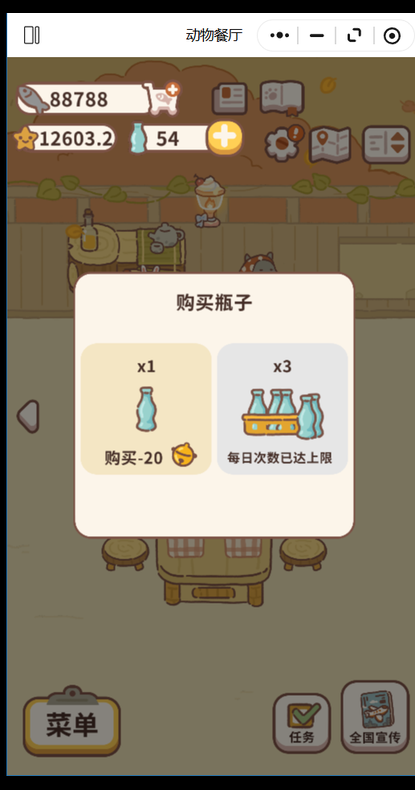 动物餐厅
88788
12603.2
54
购买瓶子
x1
x3
购买-20
每日次数已达上限
菜单
任务
全国宣传